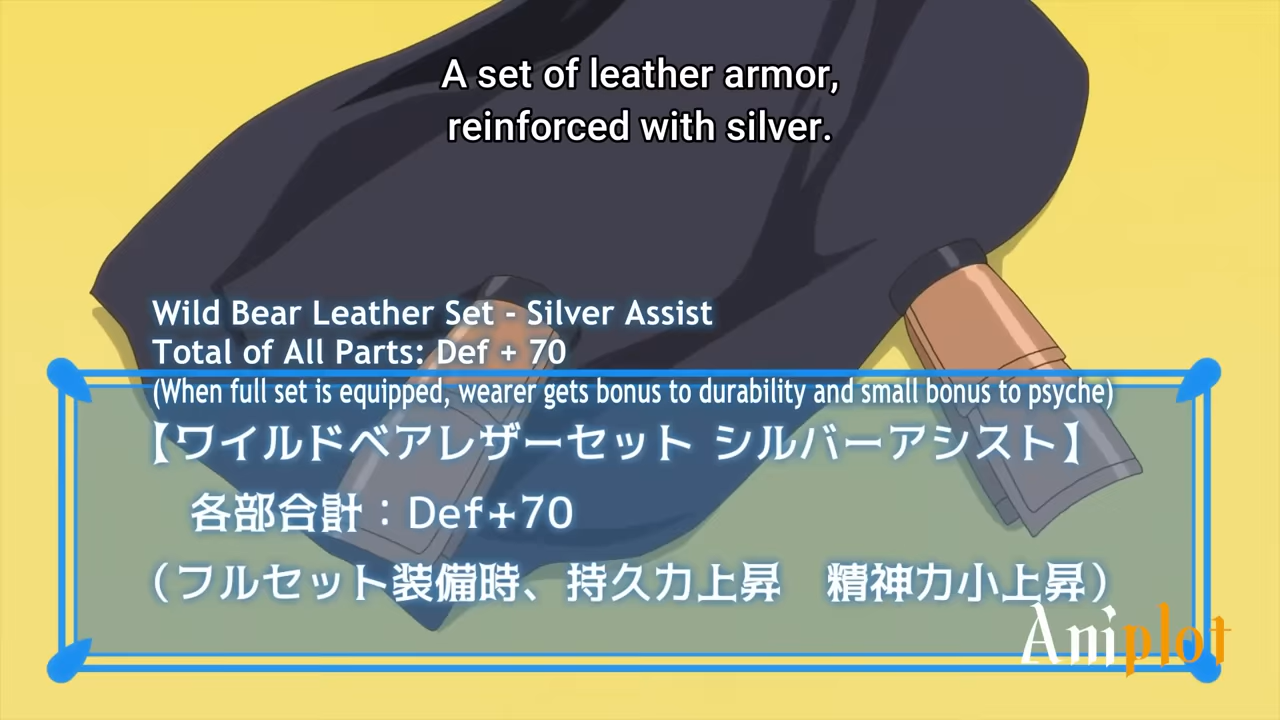 A set of leather armor,
reinforced with silver.
Wild Bear Leather Set - Silver Assist
Total of All Parts: Def + 70
(When full set is equipped, wearer gets bonus to durability and small bonus to psyche)
【ワイルドベアレザーセット シルバーアシスト】
各部合計：Def+70
（フルセット装備時、持久力上昇　精神力小上昇）
Aniplot